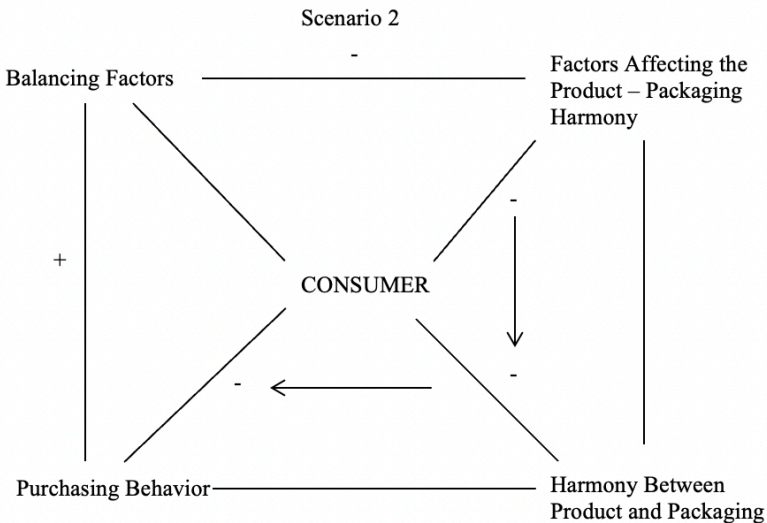 Scenario 2
-
Balancing Factors
Factors Affecting the
Product – Packaging
Harmony
-
+
CONSUMER
-
-
Purchasing Behavior
Harmony Between
Product and Packaging